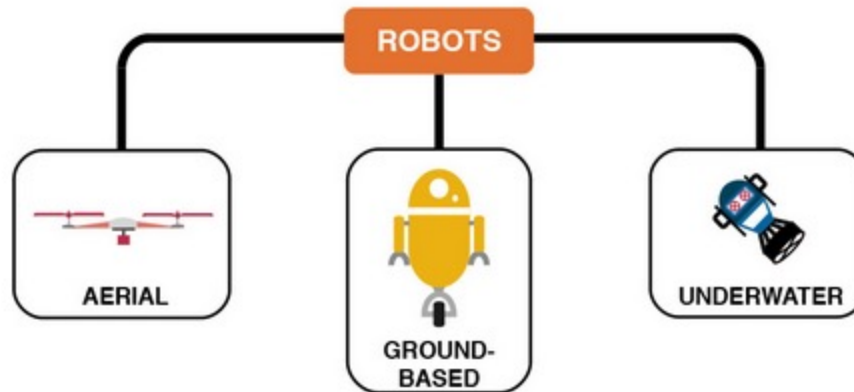 ROBOTS
AERIAL
GROUND-
BASED
UNDERWATER